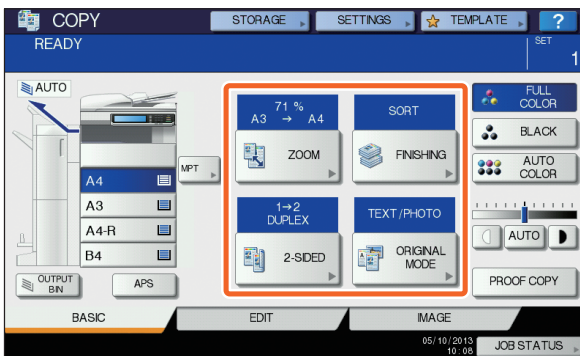 COPY
STORAGE
SETTINGS
TEMPLATE
?
READY
SET
1
AUTO
71 %
A3 → A4
ZOOM
SORT
FINISHING
FULL
COLOR
BLACK
AUTO
COLOR
MPT
A4
A3
A4-R
B4
1→2
DUPLEX
2-SIDED
TEXT/PHOTO
ORIGINAL
MODE
AUTO
OUTPUT
BIN
APS
PROOF COPY
BASIC
EDIT
IMAGE
05/10/2013
10:08
JOB STATUS